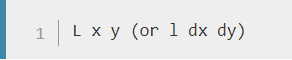 1 L x y (or l dx dy)